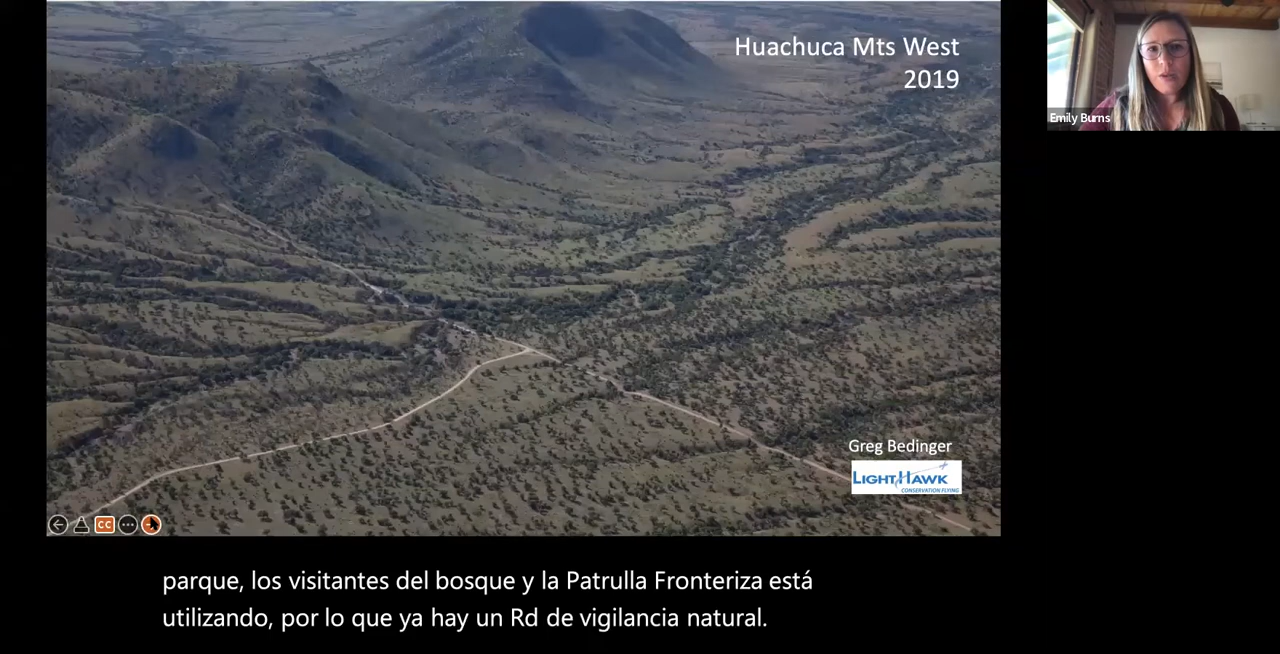 Huachuca Mts West
2019
Emily Burns
Greg Bedinger
LIGHTHAWK
CONSERVATION FLYING
CC
parque, los visitantes del bosque y la Patrulla Fronteriza está
utilizando, por lo que ya hay un Rd de vigilancia natural.